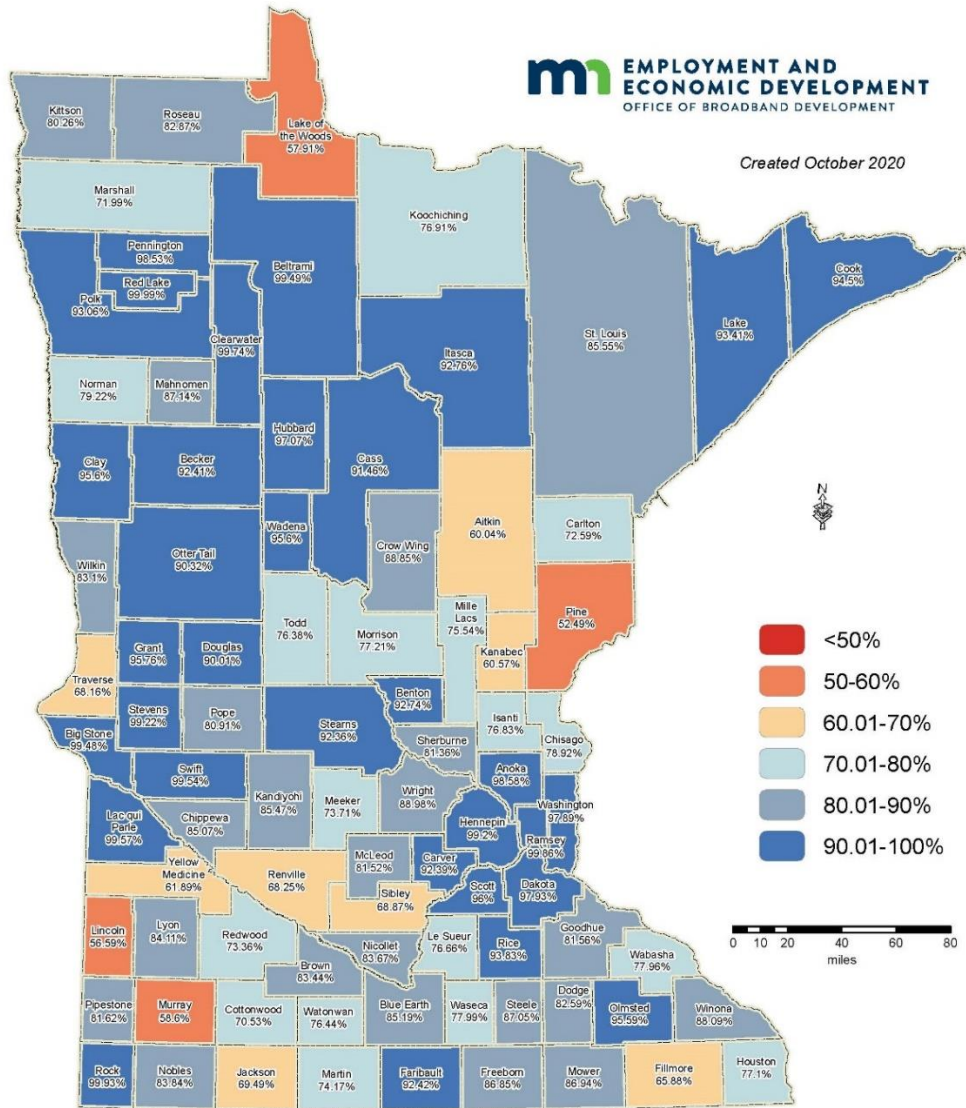 mn EMPLOYMENT AND
ECONOMIC DEVELOPMENT
OFFICE OF BROADBAND DEVELOPMENT
Created October 2020
Kittson
80.26%
Roseau
82.87%
Lake of
the Woods
57.91%
Marshall
71.99%
Koochiching
76.91%
Pennington
98.53%
Red Lake
99.99%
Polk
93.06%
Beltrami
99.49%
Clearwater
99.74%
Itasca
92.76%
St. Louis
85.55%
Lake
93.41%
Cook
94.5%
Norman
79.22%
Mahnomen
87.14%
Hubbard
97.07%
Cass
91.46%
Clay
95.6%
Becker
92.41%
Wadena
95.6%
Crow Wing
88.85%
Aitkin
60.04%
Carlton
72.59%
N
Wilkin
83.1%
Otter Tail
90.32%
Todd
76.38%
Morrison
77.21%
Mille
Lacs
75.54%
Kanabec
60.57%
Pine
52.49%
Traverse
68.16%
Grant
95.76%
Douglas
90.01%
Big Stone
99.48%
Stevens
99.22%
Pope
80.91%
Stearns
92.36%
Benton
92.74%
Sherburne
81.36%
Isanti
76.83%
Chisago
78.92%
Swift
99.54%
Kandiyohi
85.47%
Meeker
73.71%
Wright
88.98%
Anoka
98.58%
Washington
97.89%
Hennepin
99.2%
Ramsey
99.86%
Lac qui
Parle
99.57%
Chippewa
85.07%
Yellow
Medicine
61.89%
Renville
68.25%
McLeod
81.52%
Carver
92.39%
Scott
96%
Dakota
97.93%
Sibley
68.87%
Lincoln
56.59%
Lyon
84.11%
Redwood
73.36%
Brown
83.44%
Nicollet
83.67%
Le Sueur
76.66%
Rice
93.83%
Goodhue
81.56%
Wabasha
77.96%
Pipestone
81.62%
Murray
58.6%
Cottonwood
70.53%
Watonwan
76.44%
Blue Earth
85.19%
Waseca
77.99%
Steele
87.05%
Dodge
82.59%
Olmsted
95.59%
Winona
88.09%
Rock
99.93%
Nobles
83.84%
Jackson
69.49%
Martin
74.17%
Faribault
92.42%
Freeborn
86.85%
Mower
86.94%
Fillmore
65.88%
Houston
77.1%
<50%
50-60%
60.01-70%
70.01-80%
80.01-90%
90.01-100%
0 10 20 40 60 80
miles